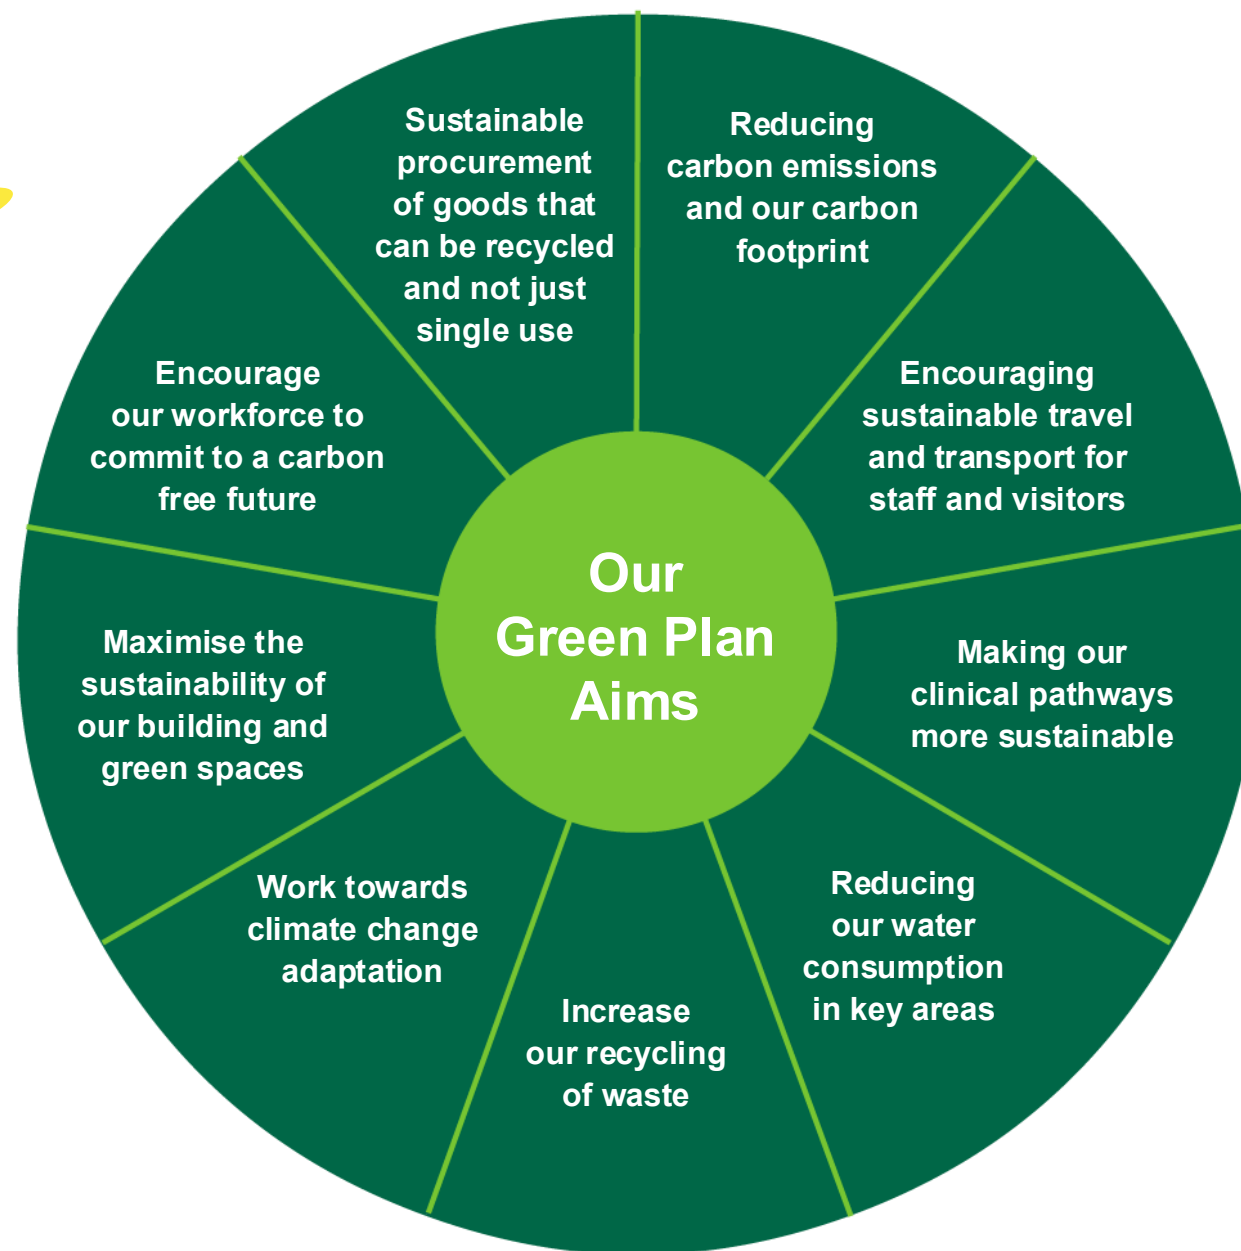 Our
Green Plan
Aims
Reducing
carbon emissions
and our carbon
footprint
Encouraging
sustainable travel
and transport for
staff and visitors
Making our
clinical pathways
more sustainable
Reducing
our water
consumption
in key areas
Increase
our recycling
of waste
Work towards
climate change
adaptation
Maximise the
sustainability of
our building and
green spaces
Encourage
our workforce to
commit to a carbon
free future
Sustainable
procurement
of goods that
can be recycled
and not just
single use